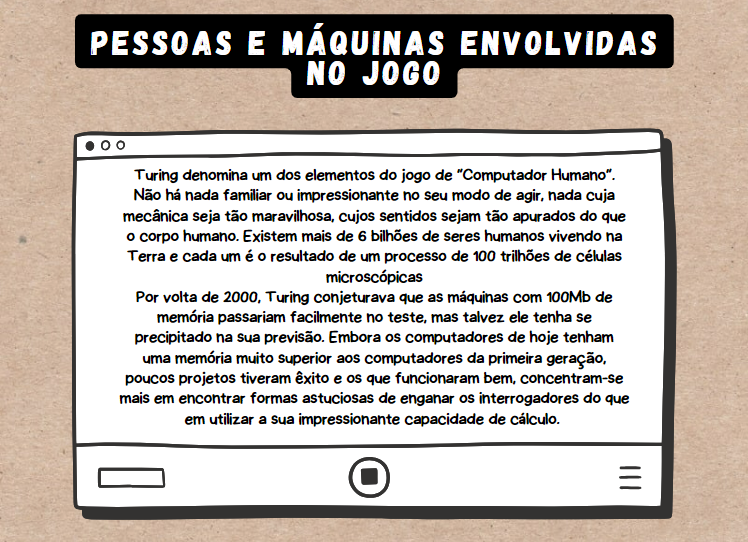 PESSOAS E MÁQUINAS ENVOLVIDAS
NO JOGO
Turing denomina um dos elementos do jogo de "Computador Humano".
Não há nada familiar ou impressionante no seu modo de agir, nada cuja
mecânica seja tão maravilhosa, cujos sentidos sejam tão apurados do que
o corpo humano. Existem mais de 6 bilhões de seres humanos vivendo na
Terra e cada um é o resultado de um processo de 100 trilhões de células
microscópicas
Por volta de 2000, Turing conjeturava que as máquinas com 100Mb de
memória passariam facilmente no teste, mas talvez ele tenha se
precipitado na sua previsão. Embora os computadores de hoje tenham
uma memória muito superior aos computadores da primeira geração,
poucos projetos tiveram êxito e os que funcionaram bem, concentram-se
mais em encontrar formas astuciosas de enganar os interrogadores do que
em utilizar a sua impressionante capacidade de cálculo.